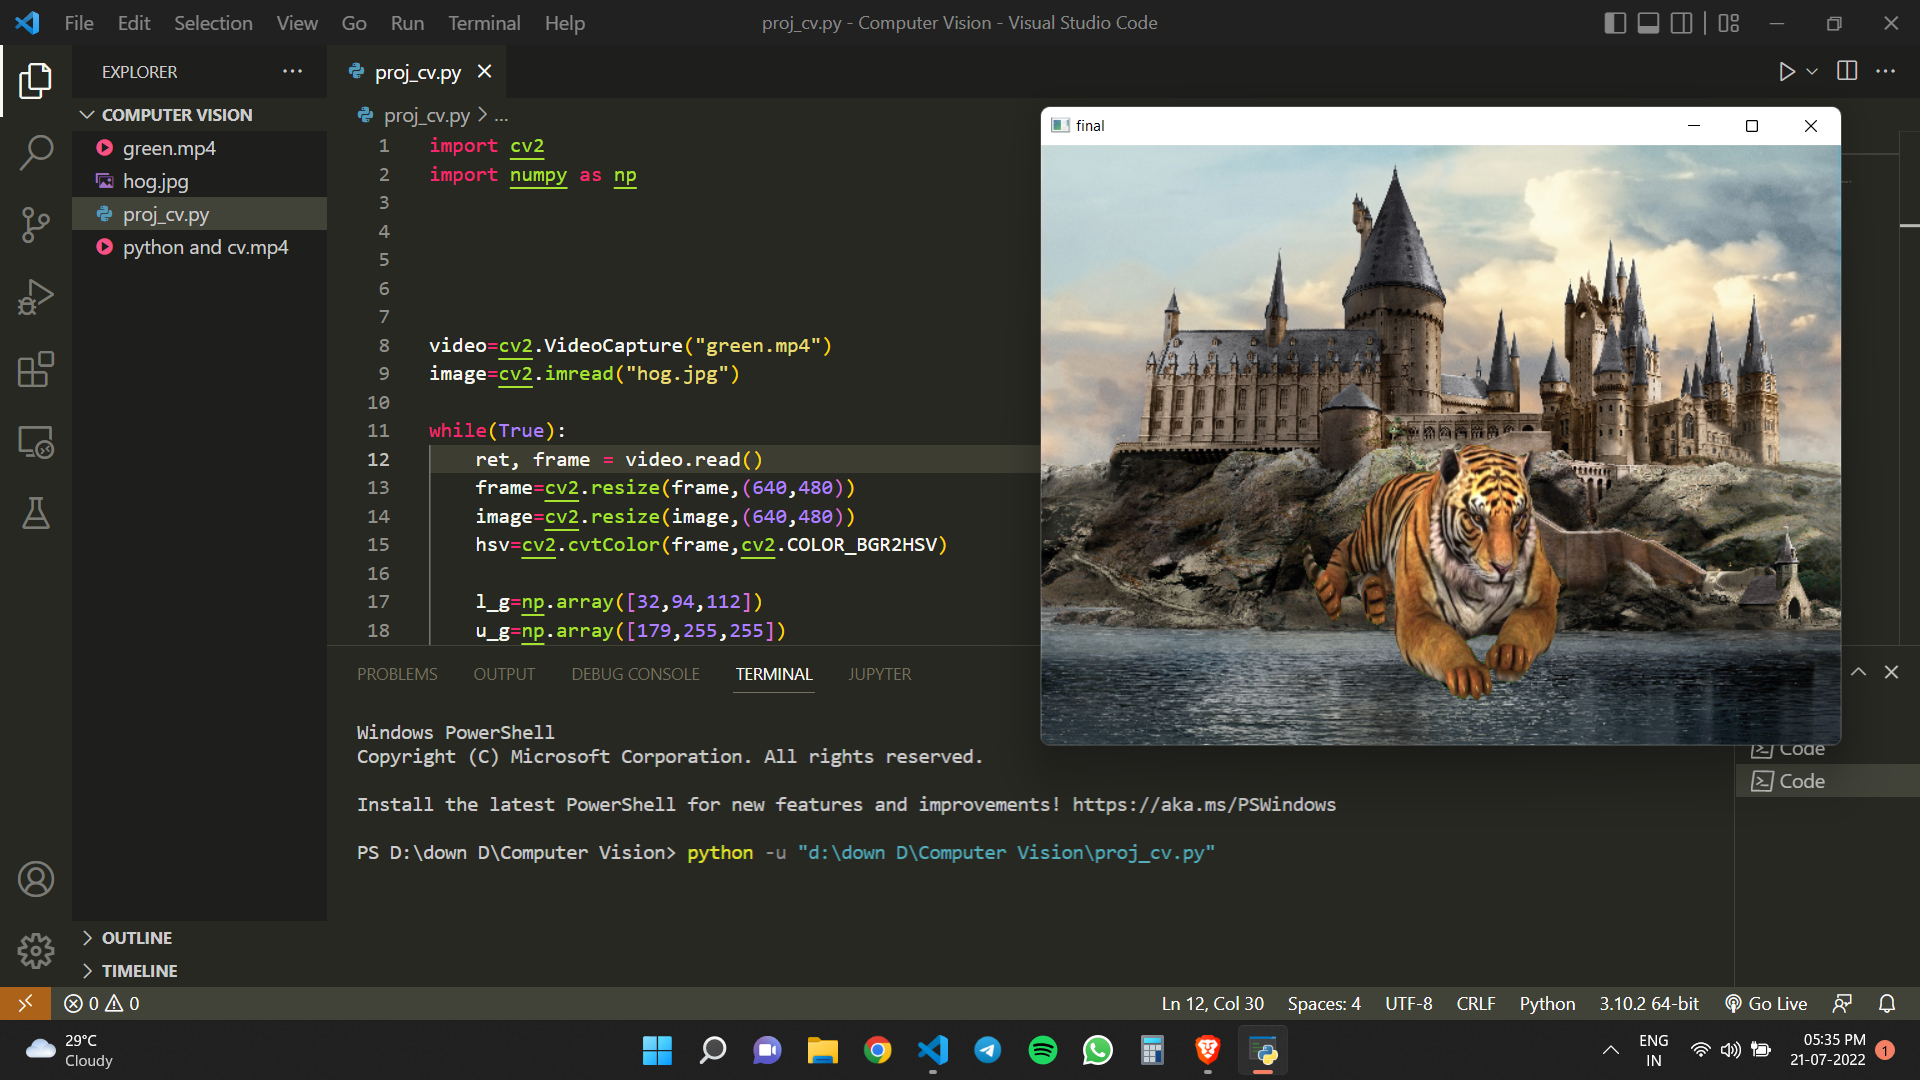 File Edit Selection View Go Run Terminal Help
proj_cv.py - Computer Vision - Visual Studio Code
EXPLORER
COMPUTER VISION
green.mp4
hog.jpg
proj_cv.py
python and cv.mp4
OUTLINE
TIMELINE
proj_cv.py
proj_cv.py > ...
1 import cv2
2 import numpy as np
3
4
5
6
7
8 video=cv2.VideoCapture("green.mp4")
9 image=cv2.imread("hog.jpg")
10
11 while(True):
12 ret, frame = video.read()
13 frame=cv2.resize(frame,(640,480))
14 image=cv2.resize(image,(640,480))
15 hsv=cv2.cvtColor(frame,cv2.COLOR_BGR2HSV)
16
17 l_g=np.array([32,94,112])
18 u_g=np.array([179,255,255])
final
PROBLEMS OUTPUT DEBUG CONSOLE TERMINAL JUPYTER
Windows PowerShell
Copyright (C) Microsoft Corporation. All rights reserved.
Install the latest PowerShell for new features and improvements! https://aka.ms/PSWindows
PS D:\down D\Computer Vision> python -u "d:\down D\Computer Vision\proj_cv.py"
Code
Code
0 0
Ln 12, Col 30 Spaces: 4 UTF-8 CRLF Python 3.10.2 64-bit Go Live
29°C
Cloudy
ENG
IN
05:35 PM
21-07-2022
1